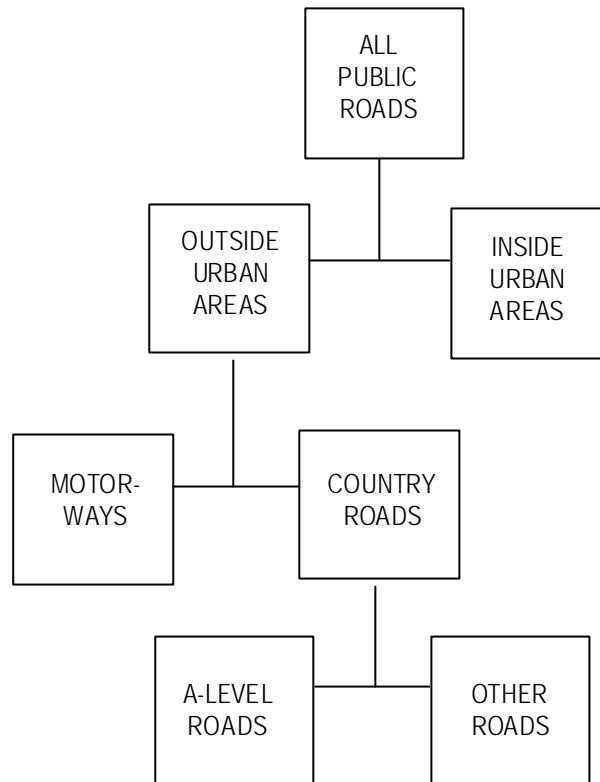 ALL
PUBLIC
ROADS
OUTSIDE
URBAN
AREAS
INSIDE
URBAN
AREAS
MOTOR-
WAYS
COUNTRY
ROADS
A-LEVEL
ROADS
OTHER
ROADS